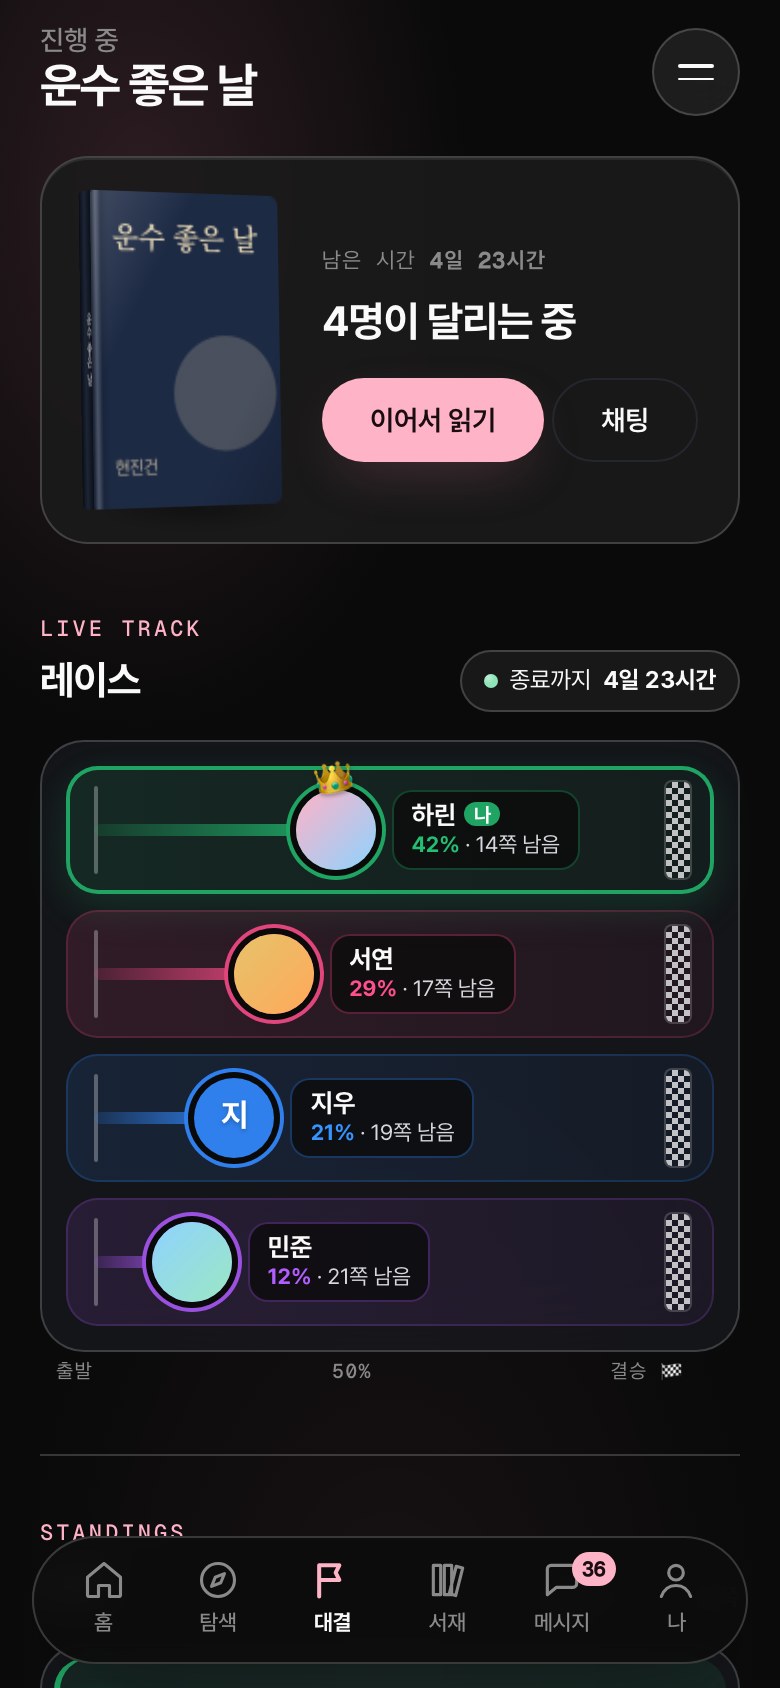 진행 중
운수 좋은 날
운수 좋은 날
현진건
남은 시간 4일 23시간
4명이 달리는 중
이어서 읽기
채팅
LIVE TRACK
레이스
종료까지 4일 23시간
하린 나
42% · 14쪽 남음
서연
29% · 17쪽 남음
지
지우
21% · 19쪽 남음
민준
12% · 21쪽 남음
출발 50% 결승
STANDINGS
36
홈 탐색 대결 서재 메시지 나